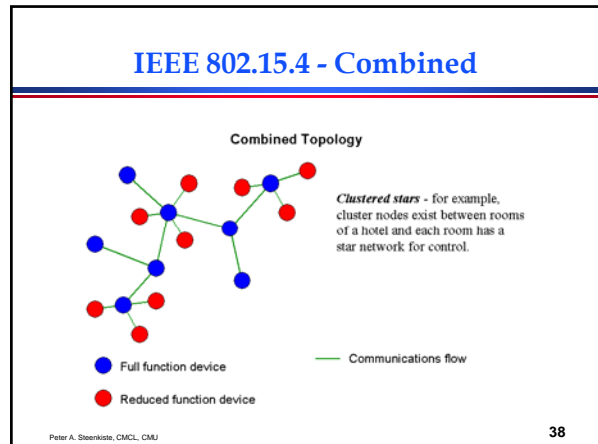 IEEE 802.15.4 - Combined
Combined Topology
Clustered stars - for example,
cluster nodes exist between rooms
of a hotel and each room has a
star network for control.
Full function device
Communications flow
Reduced function device
Peter A. Steenkiste, CMCL, CMU
38